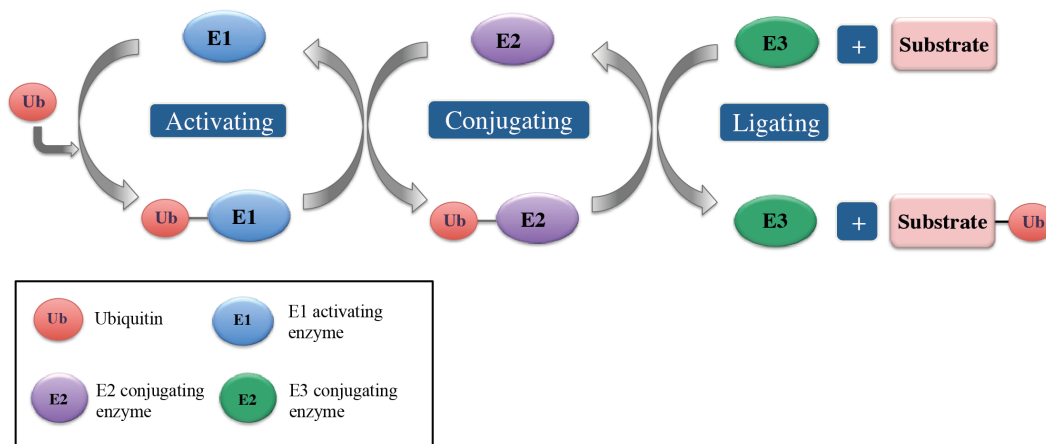 E1 E2 E3 + Substrate
Ub
Activating Conjugating Ligating
Ub E1 Ub E2 E3 + Substrate Ub
Ub Ubiquitin
E1 E1 activating
enzyme
E2 E2 conjugating
enzyme
E2 E3 conjugating
enzyme